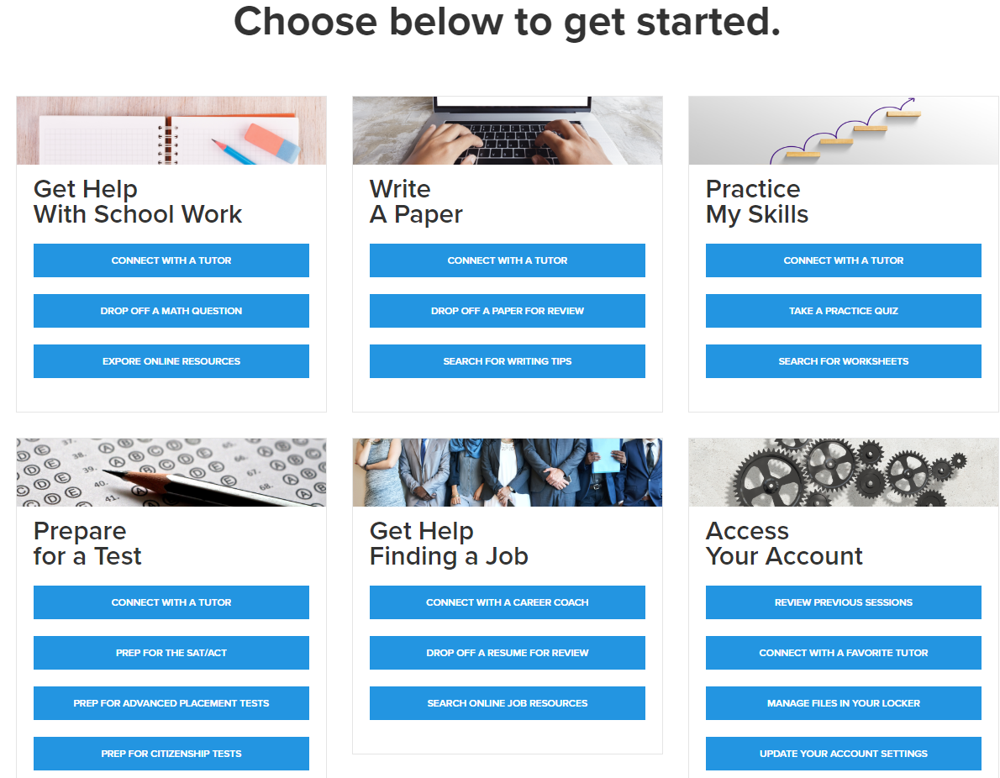 Choose below to get started.
Get Help
With School Work
CONNECT WITH A TUTOR
DROP OFF A MATH QUESTION
EXPORE ONLINE RESOURCES
Write
A Paper
CONNECT WITH A TUTOR
DROP OFF A PAPER FOR REVIEW
SEARCH FOR WRITING TIPS
Practice
My Skills
CONNECT WITH A TUTOR
TAKE A PRACTICE QUIZ
SEARCH FOR WORKSHEETS
Prepare
for a Test
CONNECT WITH A TUTOR
PREP FOR THE SAT/ACT
PREP FOR ADVANCED PLACEMENT TESTS
PREP FOR CITIZENSHIP TESTS
Get Help
Finding a Job
CONNECT WITH A CAREER COACH
DROP OFF A RESUME FOR REVIEW
SEARCH ONLINE JOB RESOURCES
Access
Your Account
REVIEW PREVIOUS SESSIONS
CONNECT WITH A FAVORITE TUTOR
MANAGE FILES IN YOUR LOCKER
UPDATE YOUR ACCOUNT SETTINGS